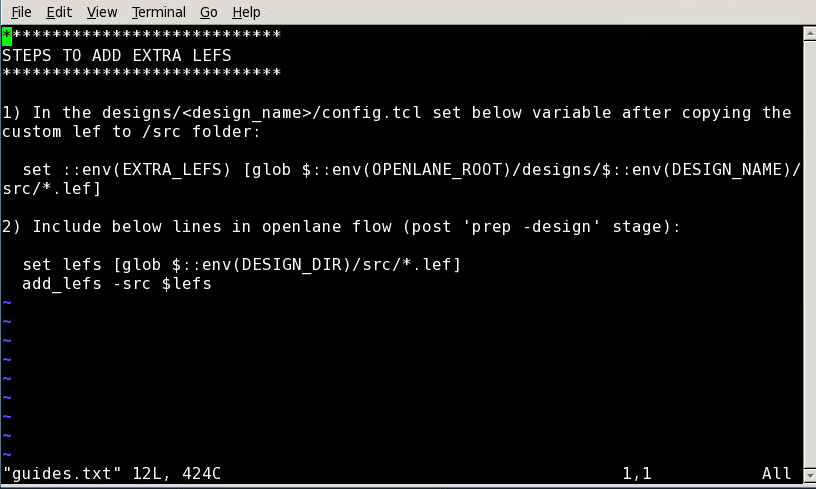 File Edit View Terminal Go Help
****************************
STEPS TO ADD EXTRA LEFS
****************************
1) In the designs/<design_name>/config.tcl set below variable after copying the
custom lef to /src folder:
set ::env(EXTRA_LEFS) [glob $::env(OPENLANE_ROOT)/designs/$::env(DESIGN_NAME)/
src/*.lef]
2) Include below lines in openlane flow (post 'prep -design' stage):
set lefs [glob $::env(DESIGN_DIR)/src/*.lef]
add_lefs -src $lefs
~
~
~
~
~
~
~
~
~
"guides.txt" 12L, 424C 1,1 All